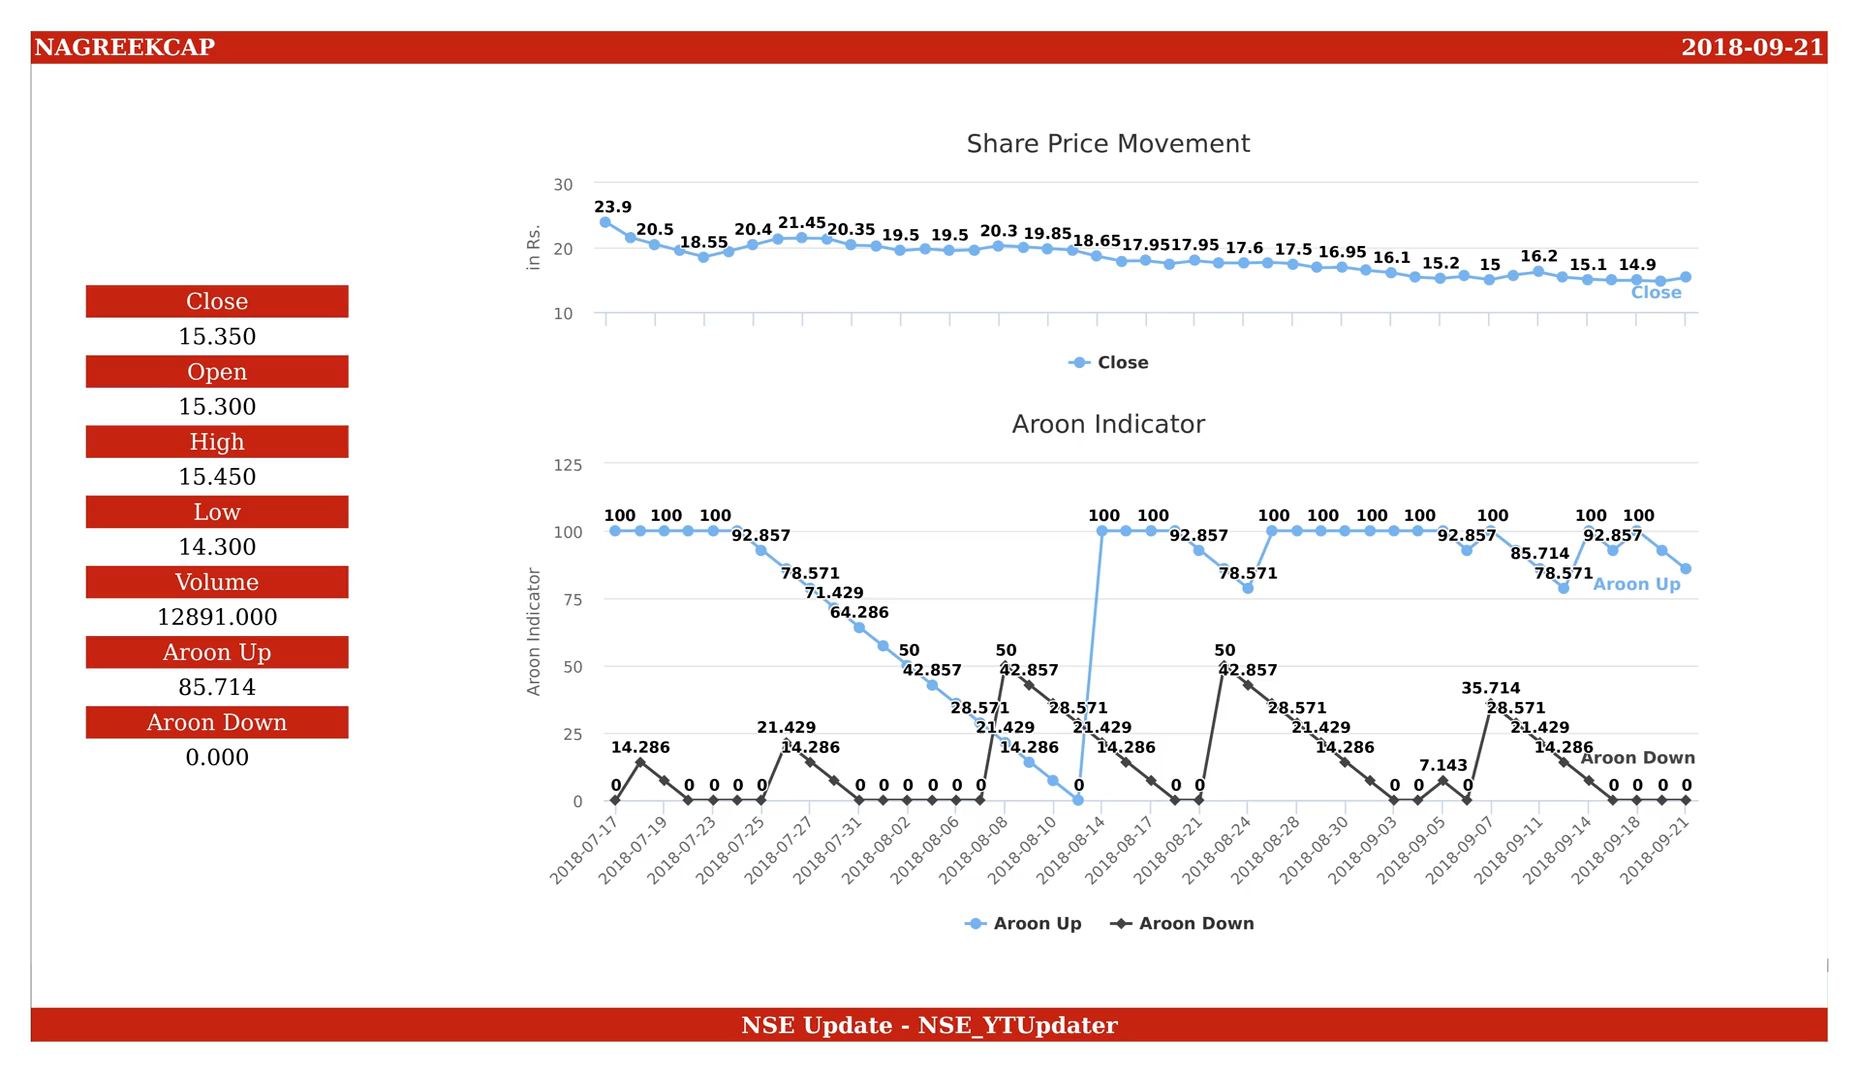 NAGREEKCAP 2018-09-21
Close
15.350
Open
15.300
High
15.450
Low
14.300
Volume
12891.000
Aroon Up
85.714
Aroon Down
0.000
Share Price Movement
in Rs.
30
20
10
23.9 20.5 18.55 20.4 21.45 20.35 19.5 19.5 20.3 19.85 18.65 17.95 17.95 17.6 17.5 16.95 16.1 15.2 15 16.2 15.1 14.9
Close
Close
Aroon Indicator
Aroon Indicator
125
100
75
50
25
0
100 100 100 92.857 78.571 71.429 64.286 50 42.857 28.571 21.429 14.286 0 100 100 92.857 78.571 100 100 100 100 92.857 100 85.714 78.571 100 92.857 100
Aroon Up
0 14.286 0 0 0 0 21.429 14.286 0 0 0 0 0 0 50 42.857 28.571 21.429 14.286 0 0 50 42.857 28.571 21.429 14.286 0 0 7.143 0 35.714 28.571 21.429 14.286 0 0 0 0
Aroon Down
2018-07-17 2018-07-19 2018-07-23 2018-07-25 2018-07-27 2018-07-31 2018-08-02 2018-08-06 2018-08-08 2018-08-10 2018-08-14 2018-08-17 2018-08-21 2018-08-24 2018-08-28 2018-08-30 2018-09-03 2018-09-05 2018-09-07 2018-09-11 2018-09-14 2018-09-18 2018-09-21
Aroon Up Aroon Down
NSE Update - NSE_YTUpdater